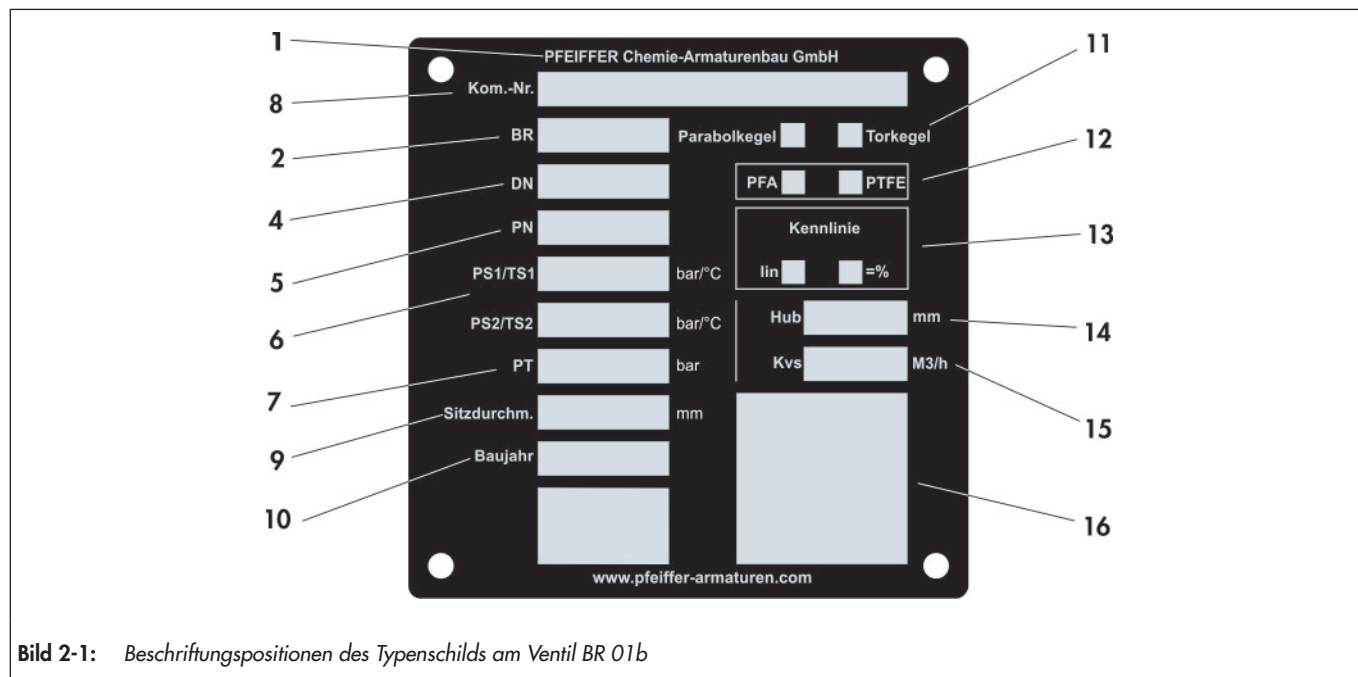 1
PFEIFFER Chemie-Armaturenbau GmbH
11
8
Kom.-Nr.
2
BR
Parabolkegel
Torkegel
12
4
DN
PFA
PTFE
5
PN
Kennlinie
13
6
PS1/TS1
bar/°C
lin
=%
PS2/TS2
bar/°C
Hub
mm
14
7
PT
bar
Kvs
M3/h
15
9
Sitzdurchm.
mm
10
Baujahr
16
www.pfeiffer-armaturen.com
Bild 2-1: Beschriftungspositionen des Typenschilds am Ventil BR 01b